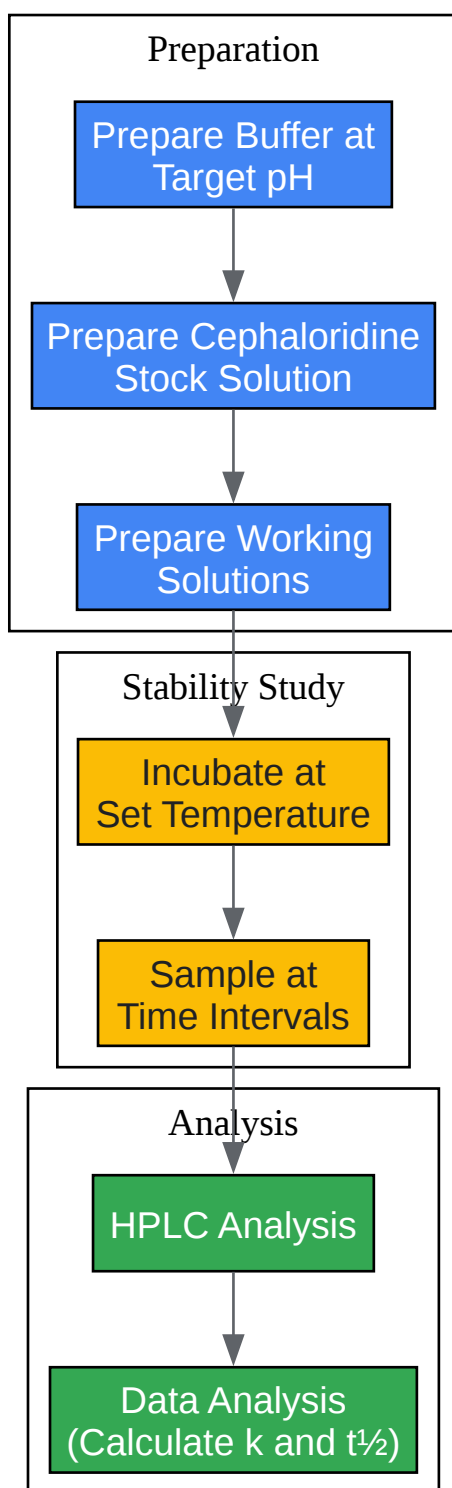 Preparation
Prepare Buffer at
Target pH
Prepare Cephaloridine
Stock Solution
Prepare Working
Solutions
Stability Study
Incubate at
Set Temperature
Sample at
Time Intervals
Analysis
HPLC Analysis
Data Analysis
(Calculate k and t½)